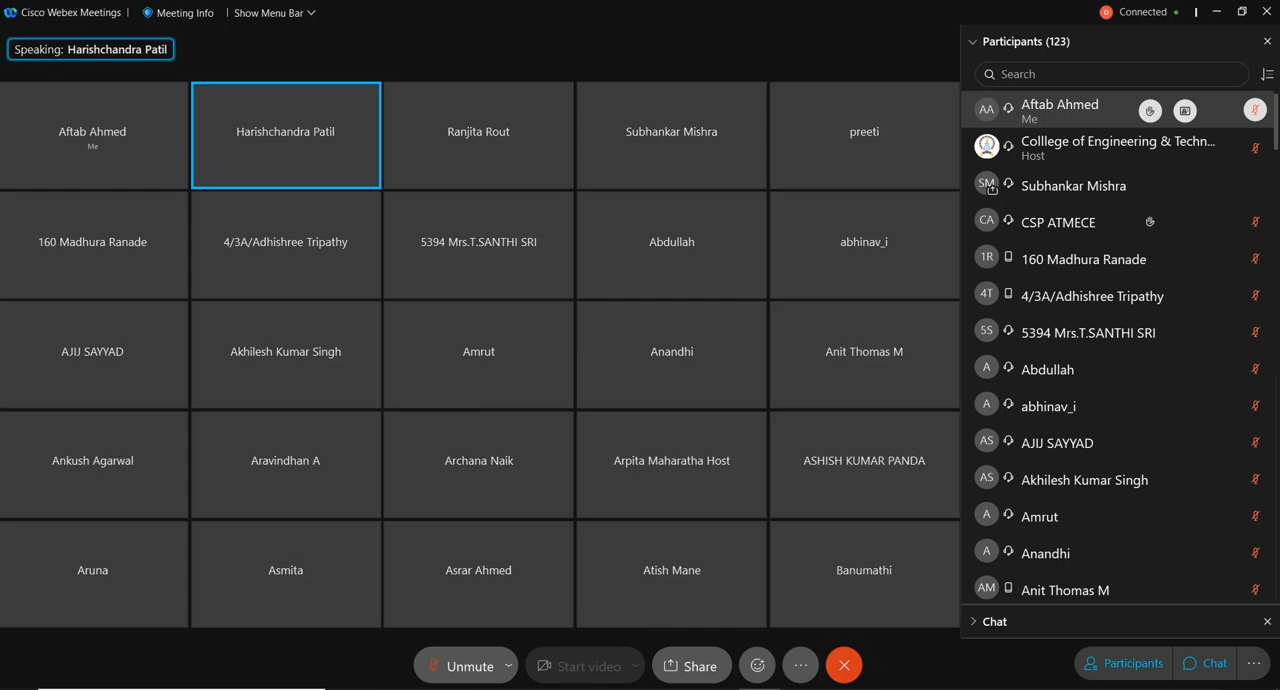 Cisco Webex Meetings | Meeting Info | Show Menu Bar
Connected
Speaking: Harishchandra Patil
Aftab Ahmed
Me
Harishchandra Patil
Ranjita Rout
Subhankar Mishra
preeti
160 Madhura Ranade
4/3A/Adhishree Tripathy
5394 Mrs.T.SANTHI SRI
Abdullah
abhinav_i
AJIJ SAYYAD
Akhilesh Kumar Singh
Amrut
Anandhi
Anit Thomas M
Ankush Agarwal
Aravindhan A
Archana Naik
Arpita Maharatha Host
ASHISH KUMAR PANDA
Aruna
Asmita
Asrar Ahmed
Atish Mane
Banumathi
Participants (123)
Search
AA Aftab Ahmed
Me
Colllege of Engineering & Techn...
Host
SM Subhankar Mishra
CA CSP ATMECE
1R 160 Madhura Ranade
4T 4/3A/Adhishree Tripathy
5S 5394 Mrs.T.SANTHI SRI
A Abdullah
A abhinav_i
AS AJIJ SAYYAD
AS Akhilesh Kumar Singh
A Amrut
A Anandhi
AM Anit Thomas M
Chat
Unmute
Start video
Share
Participants
Chat